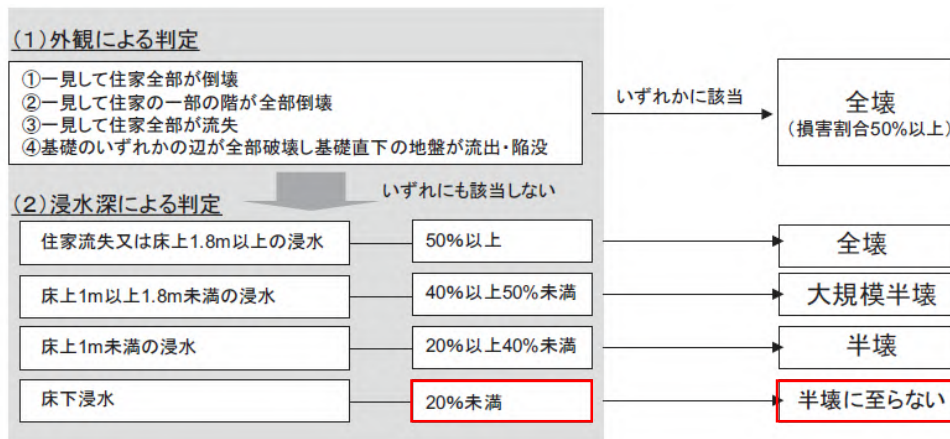 (1)外観による判定
①一見して住家全部が倒壊
②一見して住家の一部の階が全部倒壊
③一見して住家全部が流失
④基礎のいずれかの辺が全部破壊し基礎直下の地盤が流出・陥没
いずれかに該当
全壊
(損害割合50%以上)
いずれにも該当しない
(2)浸水深による判定
住家流失又は床上1.8m以上の浸水
50%以上
全壊
床上1m以上1.8m未満の浸水
40%以上50%未満
大規模半壊
床上1m未満の浸水
20%以上40%未満
半壊
床下浸水
20%未満
半壊に至らない